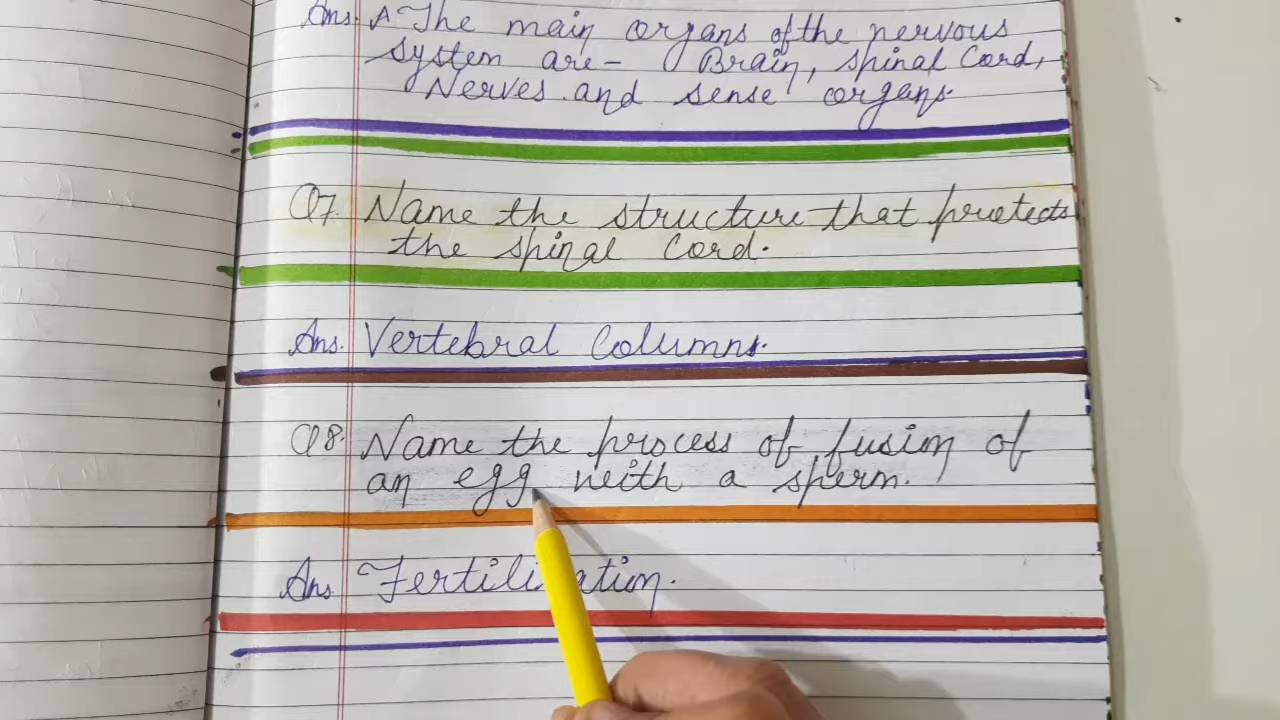 Ans. A The main organs of the nervous
system are- Brain, spinal Cord,
Nerves and sense organs.
Q7. Name the structure that protects
the spinal Cord.
Ans. Vertebral Columns.
Q8. Name the process of fusion of
an egg with a sperm.
Ans. Fertilization.